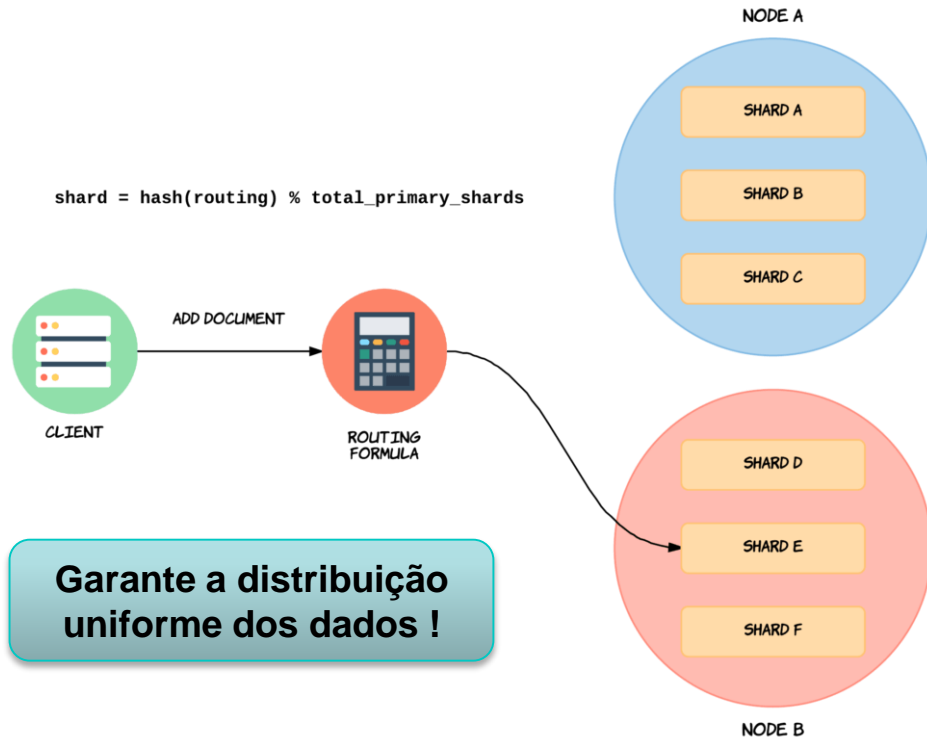 NODE A
SHARD A
SHARD B
SHARD C
shard = hash(routing) % total_primary_shards
ADD DOCUMENT
CLIENT
ROUTING
FORMULA
SHARD D
SHARD E
SHARD F
NODE B
Garante a distribuição
uniforme dos dados !